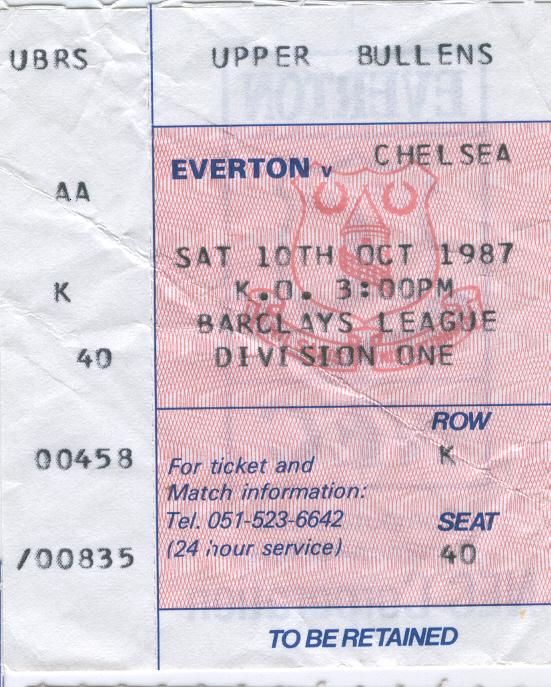 UBRS
AA
K
40
00458
/00835
UPPER BULLENS
EVERTON v CHELSEA
SAT 10TH OCT 1987
K.O. 3:00PM
BARCLAYS LEAGUE
DIVISION ONE
ROW
K
For ticket and
Match information:
Tel. 051-523-6642
(24 hour service)
SEAT
40
TO BE RETAINED